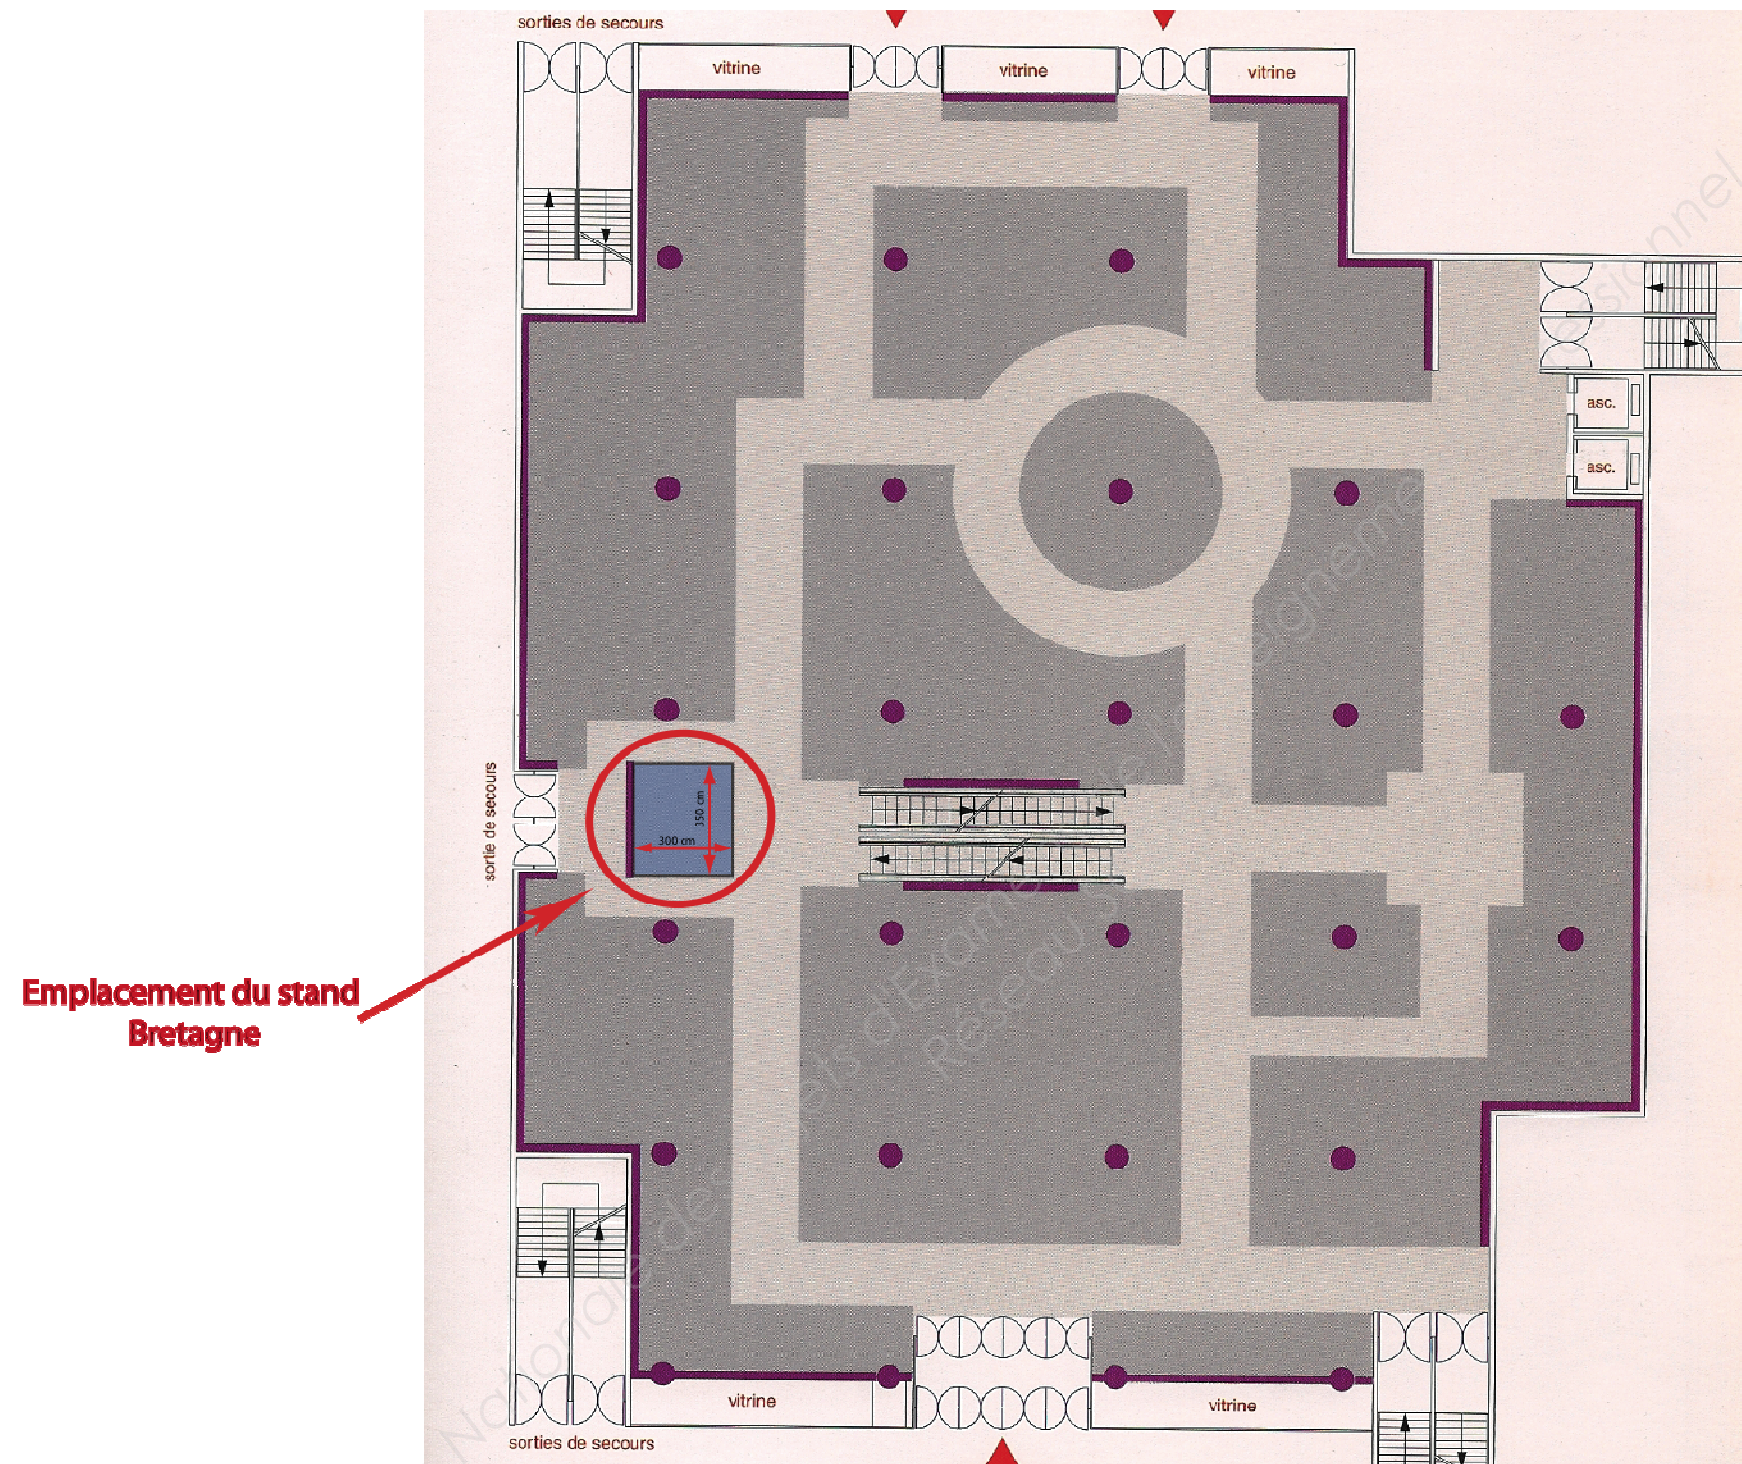 sorties de secours
vitrine
vitrine
vitrine
asc.
asc.
sortie de secours
350 cm
300 cm
Emplacement du stand
Bretagne
vitrine
vitrine
sorties de secours